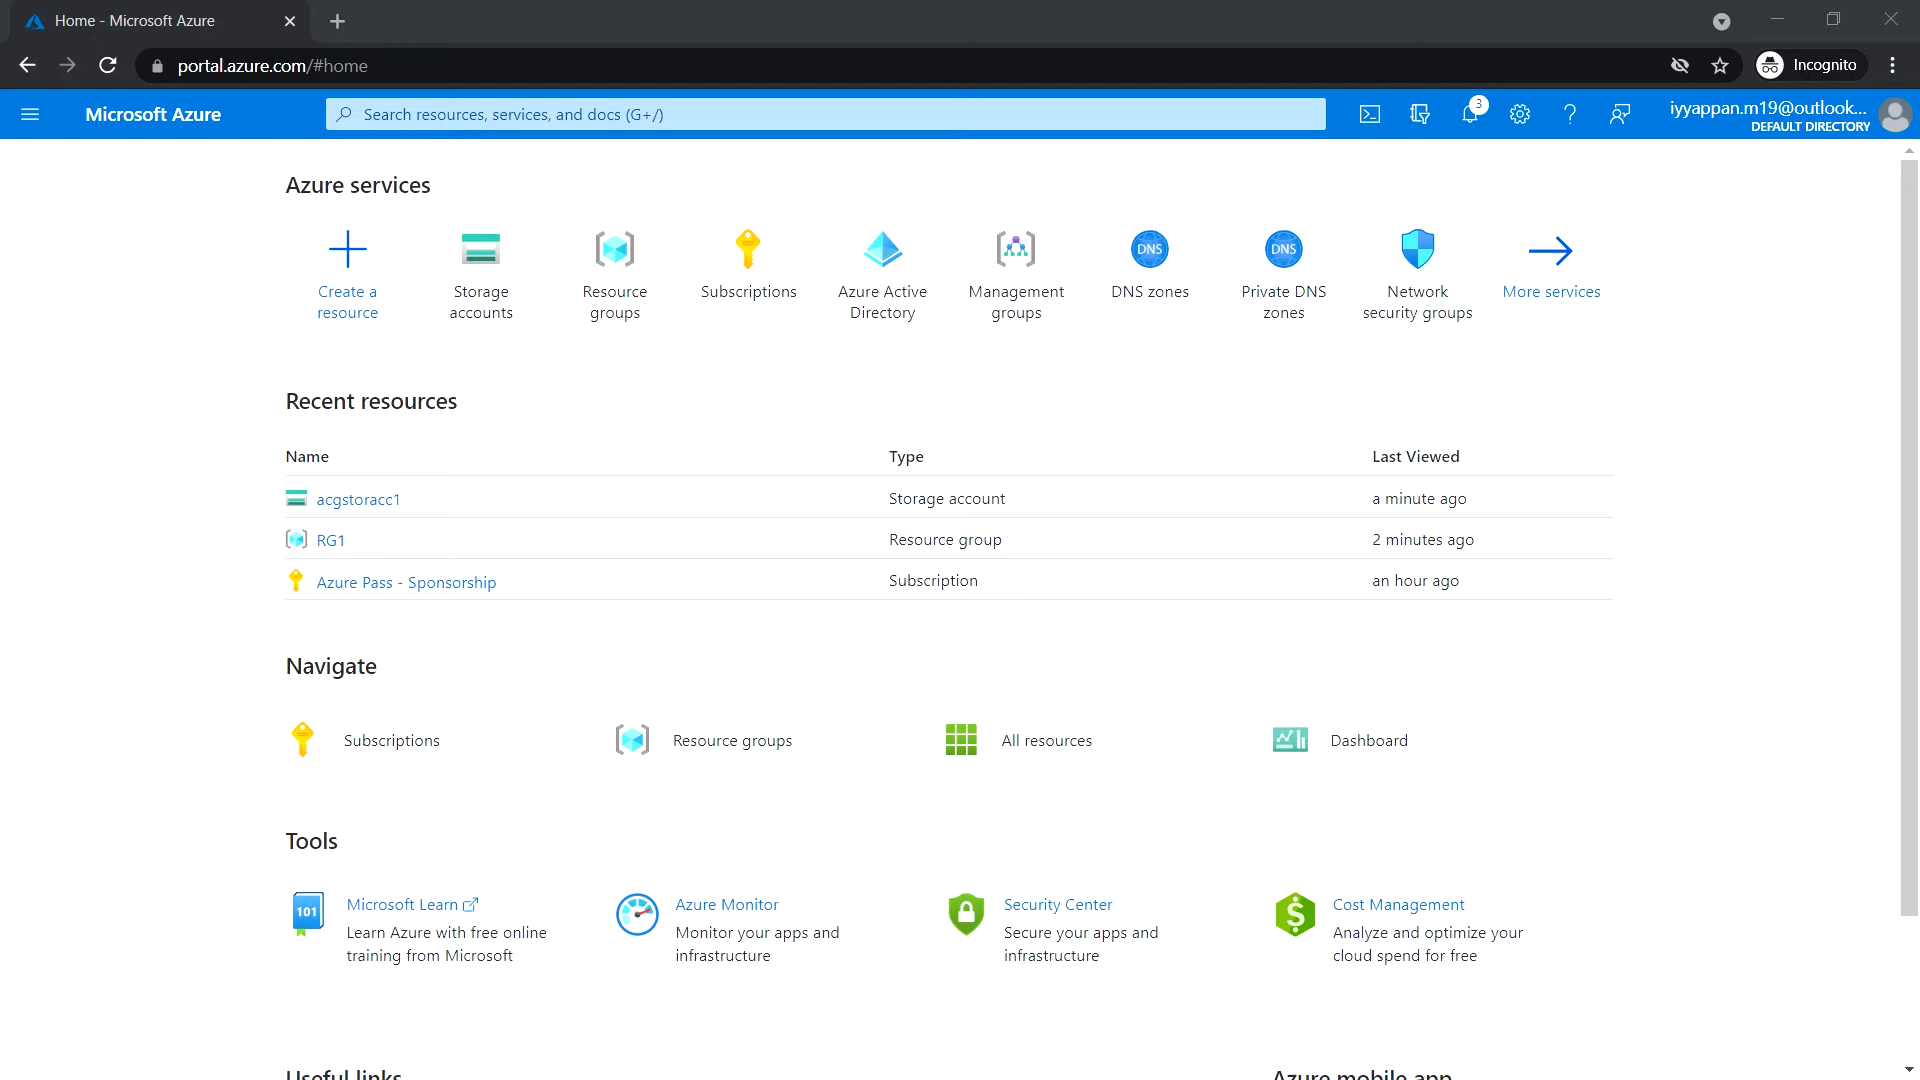 Home - Microsoft Azure
portal.azure.com/#home
Incognito
Microsoft Azure
Search resources, services, and docs (G+/)
3
iyyappan.m19@outlook...
DEFAULT DIRECTORY
Azure services
Create a
resource
Storage
accounts
Resource
groups
Subscriptions
Azure Active
Directory
Management
groups
DNS
DNS zones
DNS
Private DNS
zones
Network
security groups
More services
Recent resources
Name Type Last Viewed
acgstoracc1 Storage account a minute ago
RG1 Resource group 2 minutes ago
Azure Pass - Sponsorship Subscription an hour ago
Navigate
Subscriptions Resource groups All resources Dashboard
Tools
101
Microsoft Learn
Learn Azure with free online
training from Microsoft
Azure Monitor
Monitor your apps and
infrastructure
Security Center
Secure your apps and
infrastructure
$
Cost Management
Analyze and optimize your
cloud spend for free
Useful links Azure mobile app